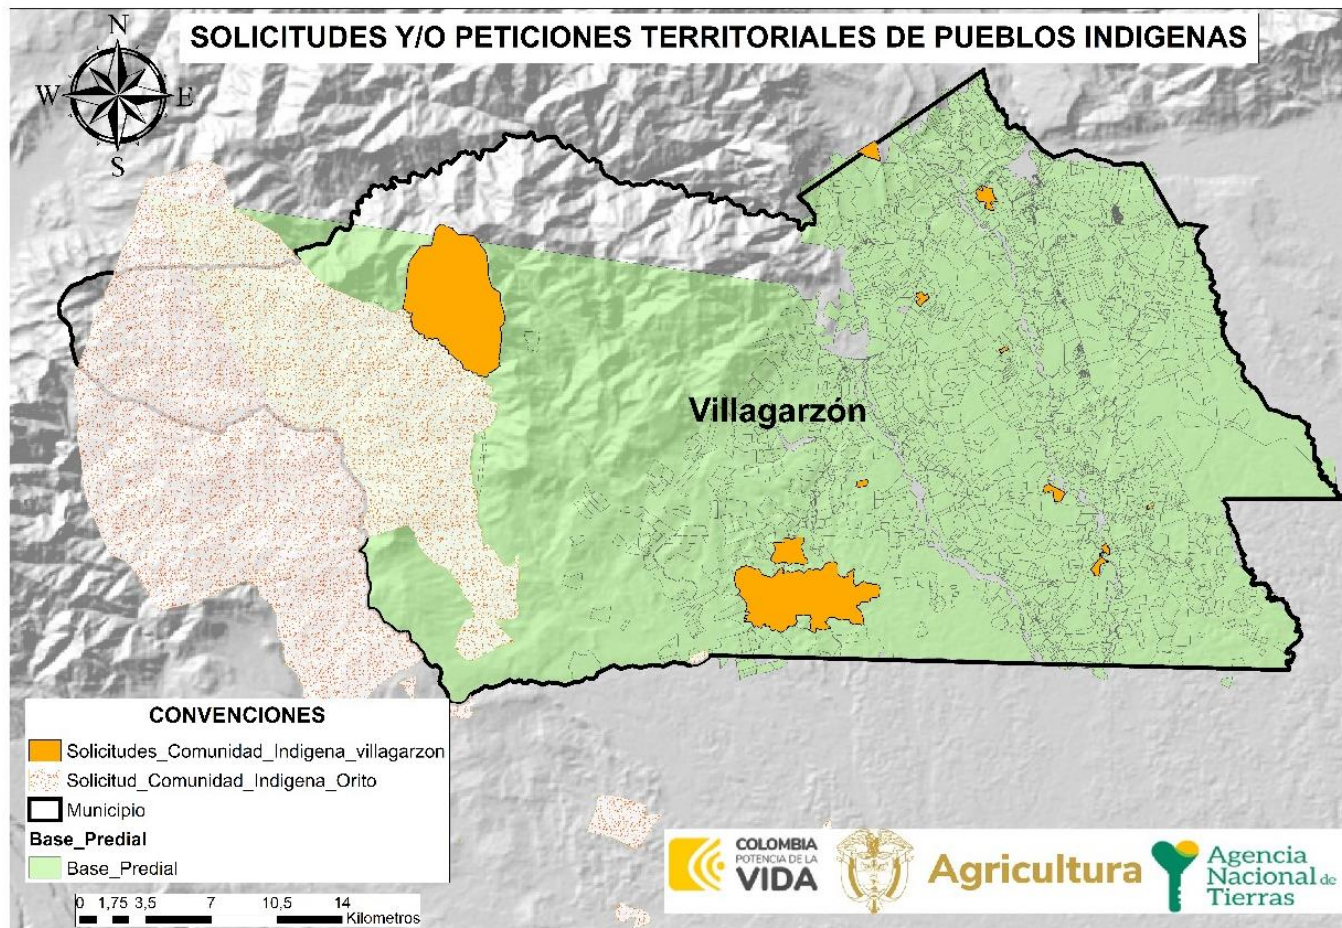 SOLICITUDES Y/O PETICIONES TERRITORIALES DE PUEBLOS INDIGENAS
N
W E
S
Villagarzón
CONVENCIONES
Solicitudes_Comunidad_Indigena_villagarzon
Solicitud_Comunidad_Indigena_Orito
Municipio
Base_Predial
Base_Predial
0 1,75 3,5 7 10,5 14
Kilometros
COLOMBIA
POTENCIA DE LA
VIDA
Agricultura
Agencia
Nacional de
Tierras